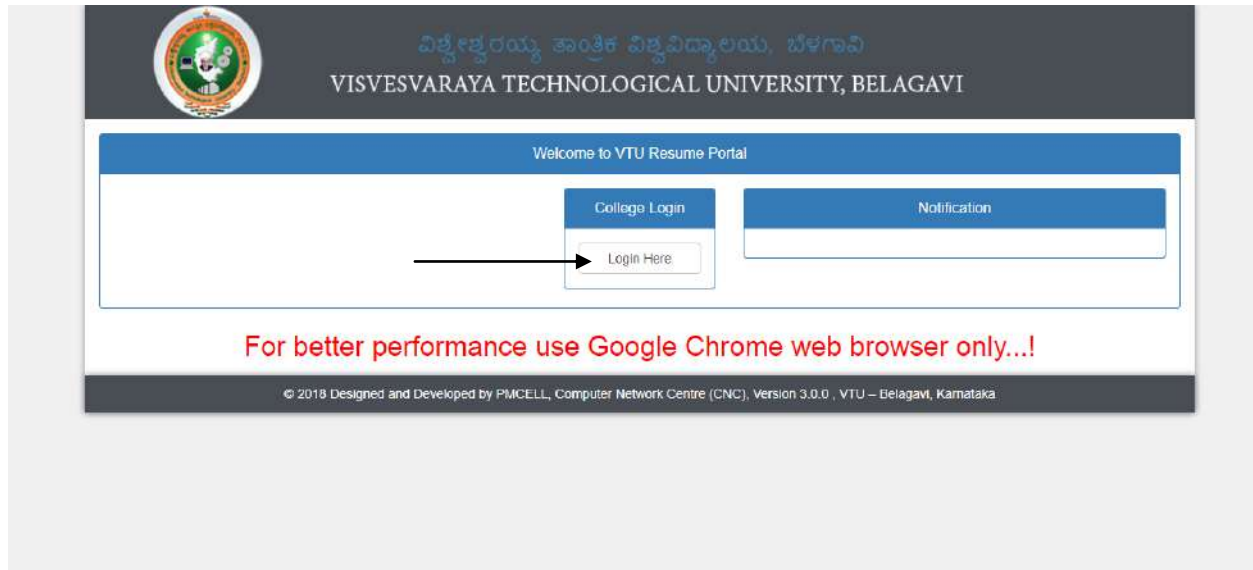 ವಿಶ್ವೇಶ್ವರಯ್ಯ ತಾಂತ್ರಿಕ ವಿಶ್ವವಿದ್ಯಾಲಯ, ಬೆಳಗಾವಿ
VISVESVARAYA TECHNOLOGICAL UNIVERSITY, BELAGAVI
Welcome to VTU Resume Portal
College Login
Notification
Login Here
For better performance use Google Chrome web browser only...!
© 2018 Designed and Developed by PMCELL, Computer Network Centre (CNC), Version 3.0.0 , VTU – Belagavi, Karnataka